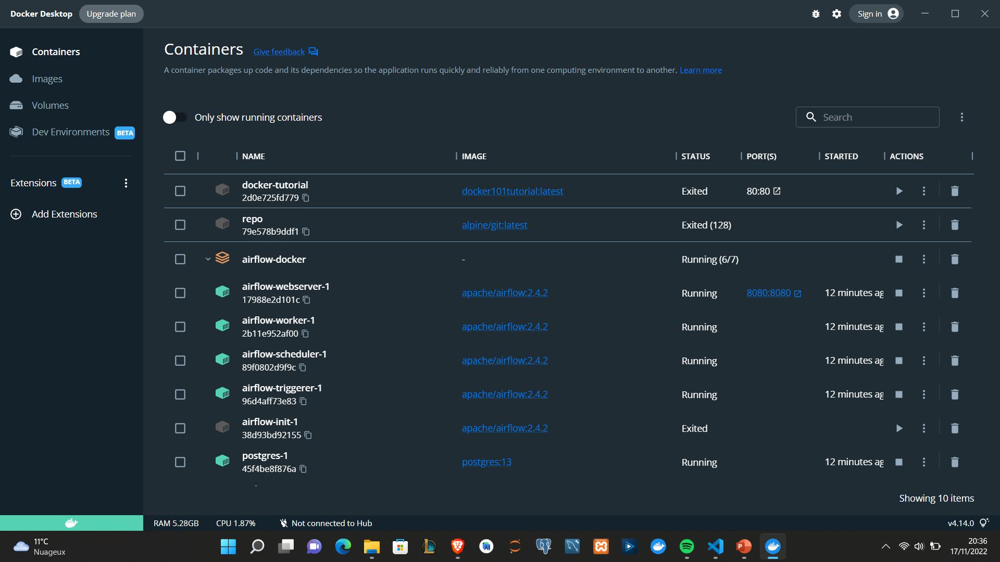 Docker Desktop Upgrade plan Sign in
Containers
Images
Volumes
Dev Environments BETA
Extensions BETA
Add Extensions
Containers Give feedback
A container packages up code and its dependencies so the application runs quickly and reliably from one computing environment to another. Learn more
Only show running containers Search
NAME IMAGE STATUS PORT(S) STARTED ACTIONS
docker-tutorial
2d0e725fd779 docker101tutorial:latest Exited 80:80
repo
79e578b9ddf1 alpine/git:latest Exited (128)
airflow-docker - Running (6/7)
airflow-webserver-1
17988e2d101c apache/airflow:2.4.2 Running 8080:8080 12 minutes ag
airflow-worker-1
2b11e952af00 apache/airflow:2.4.2 Running 12 minutes ag
airflow-scheduler-1
89f0802d9f9c apache/airflow:2.4.2 Running 12 minutes ag
airflow-triggerer-1
96d4aff73e83 apache/airflow:2.4.2 Running 12 minutes ag
airflow-init-1
38d93bd92155 apache/airflow:2.4.2 Exited
postgres-1
45f4be8f876a postgres:13 Running 12 minutes ag
Showing 10 items
RAM 5.28GB CPU 1.87% Not connected to Hub v4.14.0
11°C
Nuageux
20:36
17/11/2022